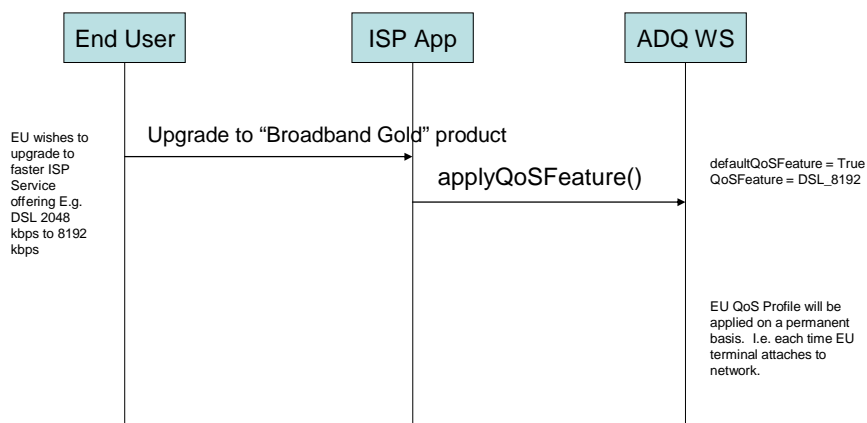 End User
ISP App
ADQ WS
EU wishes to
upgrade to
faster ISP
Service
offering E.g.
DSL 2048
kbps to 8192
kbps
Upgrade to “Broadband Gold” product
applyQoSFeature()
defaultQoSFeature = True
QoSFeature = DSL_8192
EU QoS Profile will be
applied on a permanent
basis. I.e. each time EU
terminal attaches to
network.